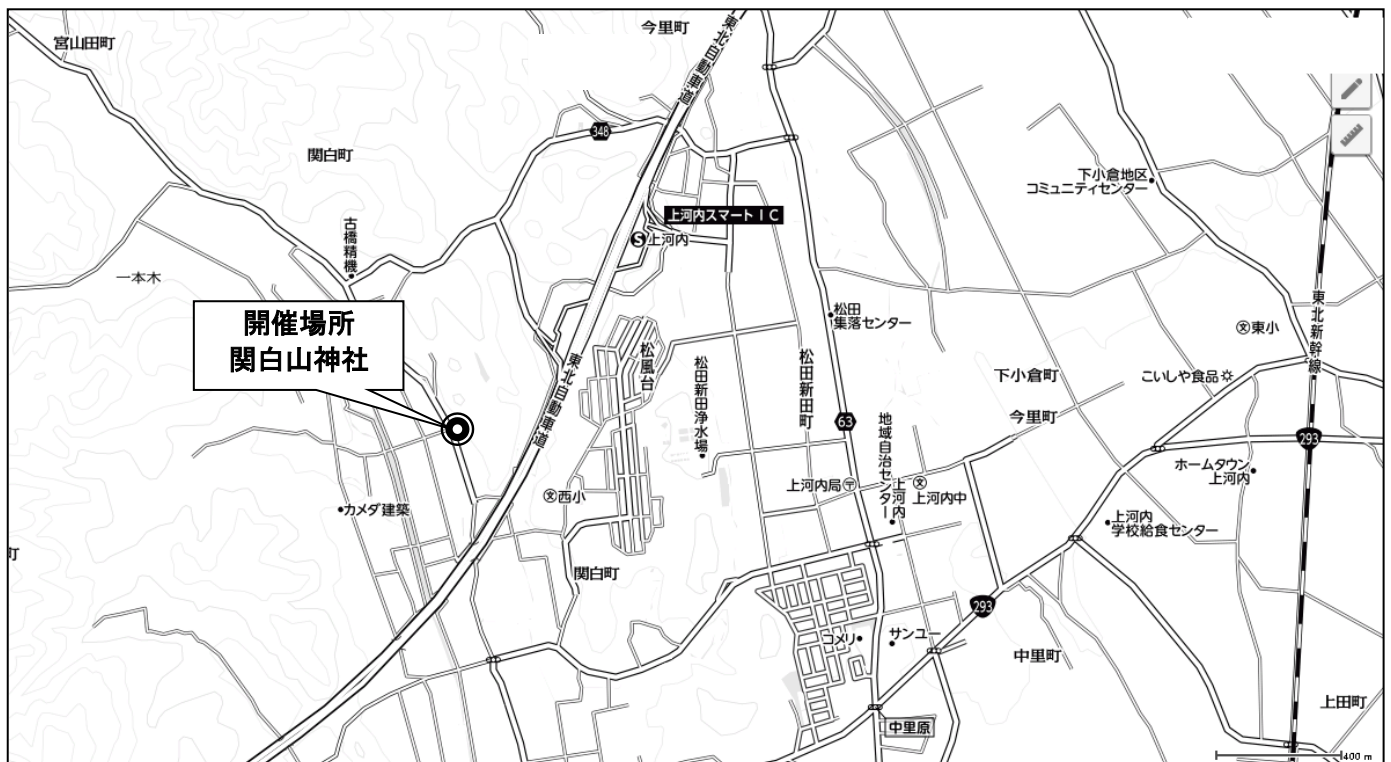 宮山田町
今里町
東北自動車道
348
関白町
下小倉地区
コミュニティセンター
上河内スマートIC
S上河内
古橋精機
一本木
開催場所
関白山神社
松田
集落センター
東北新幹線
文東小
松風台
東北自動車道
松田新田浄水場
松田新田町
下小倉町
こいしや食品
今里町
63
地域自治センター
上河内
293
ホームタウン
上河内
上河内局〒
文
上河内中
文西小
カメダ建築
上河内
学校給食センター
町
関白町
293
コメリ
サンユー
中里町
上田町
中里原
400 m